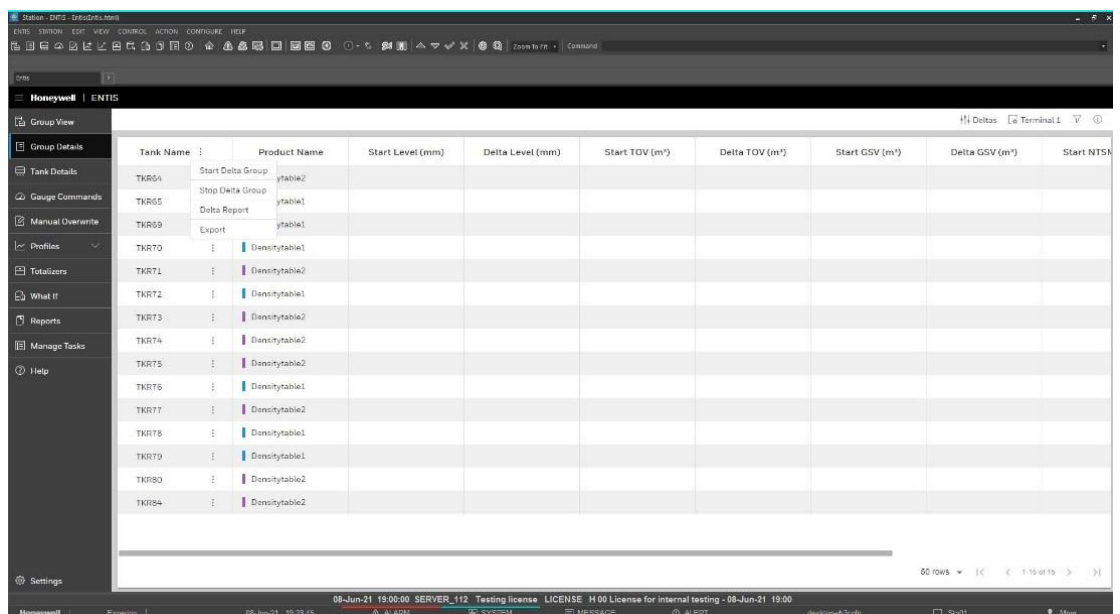 Station - ENTIS - Entis(Entis.html)
ENTIS STATION EDIT VIEW CONTROL ACTION CONFIGURE HELP
Zoom to fit Command
Entis
Honeywell | ENTIS
Group View
Deltas Terminal 1
Group Details
Tank Details
Gauge Commands
Manual Overwrite
Profiles
Totalizers
What If
Reports
Manage Tasks
Help
Settings
Tank Name Product Name Start Level (mm) Delta Level (mm) Start TOV (m³) Delta TOV (m³) Start GSV (m³) Delta GSV (m³) Start NTSM
Start Delta Group
Stop Delta Group
Delta Report
Export
TKR64 ytable2
TKR65 ytable1
TKR69 ytable1
TKR70 Densitytable1
TKR71 Densitytable2
TKR72 Densitytable1
TKR73 Densitytable2
TKR74 Densitytable2
TKR75 Densitytable2
TKR76 Densitytable1
TKR77 Densitytable2
TKR78 Densitytable1
TKR79 Densitytable1
TKR80 Densitytable2
TKR84 Densitytable2
50 rows 1-15 of 15
08-Jun-21 19:00:00 SERVER_112 Testing license LICENSE H 00 License for internal testing - 08-Jun-21 19:00
Honeywell Experion ALARM SYSTEM MESSAGE ALERT Stn01 Mngr